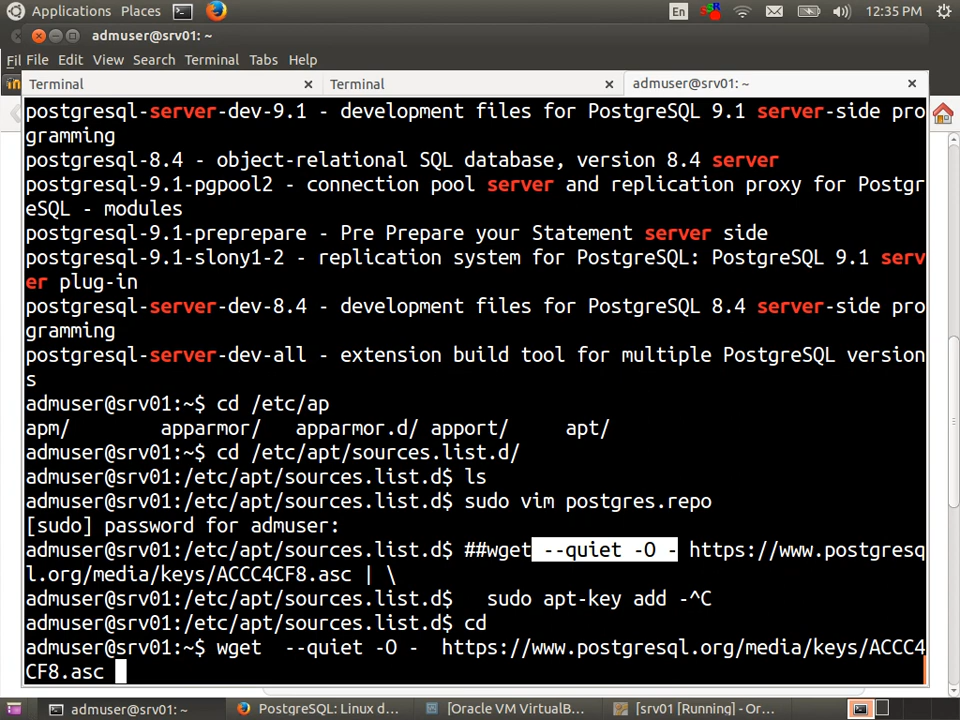 Applications Places En 12:35 PM
admuser@srv01: ~
Fil File Edit View Search Terminal Tabs Help
Terminal × Terminal × admuser@srv01: ~ ×
postgresql-server-dev-9.1 - development files for PostgreSQL 9.1 server-side pro
gramming
postgresql-8.4 - object-relational SQL database, version 8.4 server
postgresql-9.1-pgpool2 - connection pool server and replication proxy for Postgr
eSQL - modules
postgresql-9.1-preprepare - Pre Prepare your Statement server side
postgresql-9.1-slony1-2 - replication system for PostgreSQL: PostgreSQL 9.1 serv
er plug-in
postgresql-server-dev-8.4 - development files for PostgreSQL 8.4 server-side pro
gramming
postgresql-server-dev-all - extension build tool for multiple PostgreSQL version
s
admuser@srv01:~$ cd /etc/ap
apm/ apparmor/ apparmor.d/ apport/ apt/
admuser@srv01:~$ cd /etc/apt/sources.list.d/
admuser@srv01:/etc/apt/sources.list.d$ ls
admuser@srv01:/etc/apt/sources.list.d$ sudo vim postgres.repo
[sudo] password for admuser:
admuser@srv01:/etc/apt/sources.list.d$ ##wget --quiet -O - https://www.postgresq
l.org/media/keys/ACCC4CF8.asc | \
admuser@srv01:/etc/apt/sources.list.d$   sudo apt-key add -^C
admuser@srv01:/etc/apt/sources.list.d$ cd
admuser@srv01:~$ wget  --quiet -O -  https://www.postgresql.org/media/keys/ACCC4
CF8.asc
admuser@srv01: ~ PostgreSQL: Linux d... [Oracle VM VirtualB... [srv01 [Running] - Or...